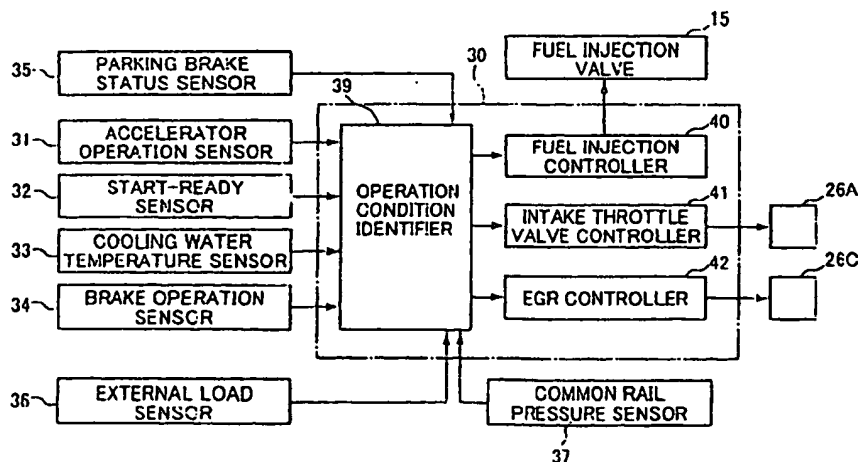 15
35
PARKING BRAKE
STATUS SENSOR
39
30
FUEL INJECTION
VALVE
31
ACCELERATOR
OPERATION SENSOR
32
START-READY
SENSOR
33
COOLING WATER
TEMPERATURE SENSOR
34
BRAKE OPERATION
SENSOR
OPERATION
CONDITION
IDENTIFIER
40
FUEL INJECTION
CONTROLLER
41
INTAKE THROTTLE
VALVE CONTROLLER
26A
42
EGR CONTROLLER
26C
36
EXTERNAL LOAD
SENSOR
COMMON RAIL
PRESSURE SENSOR
37